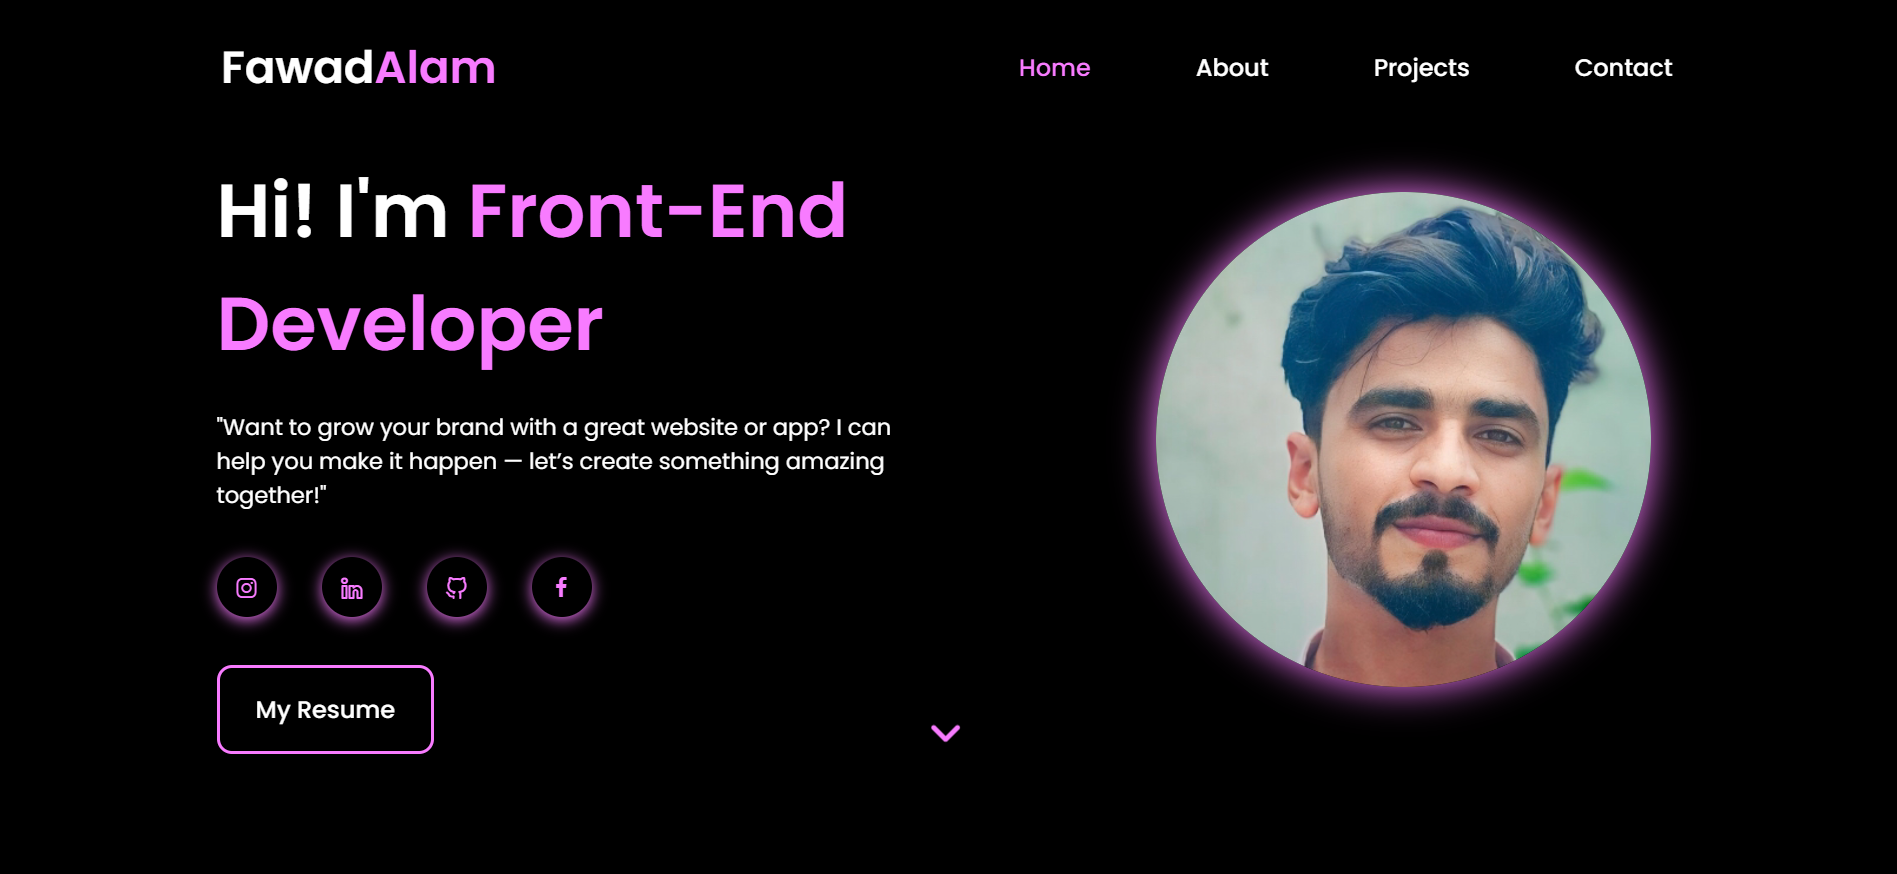 FawadAlam
Home
About
Projects
Contact
Hi! I'm Front-End
Developer
"Want to grow your brand with a great website or app? I can
help you make it happen — let’s create something amazing
together!"
My Resume